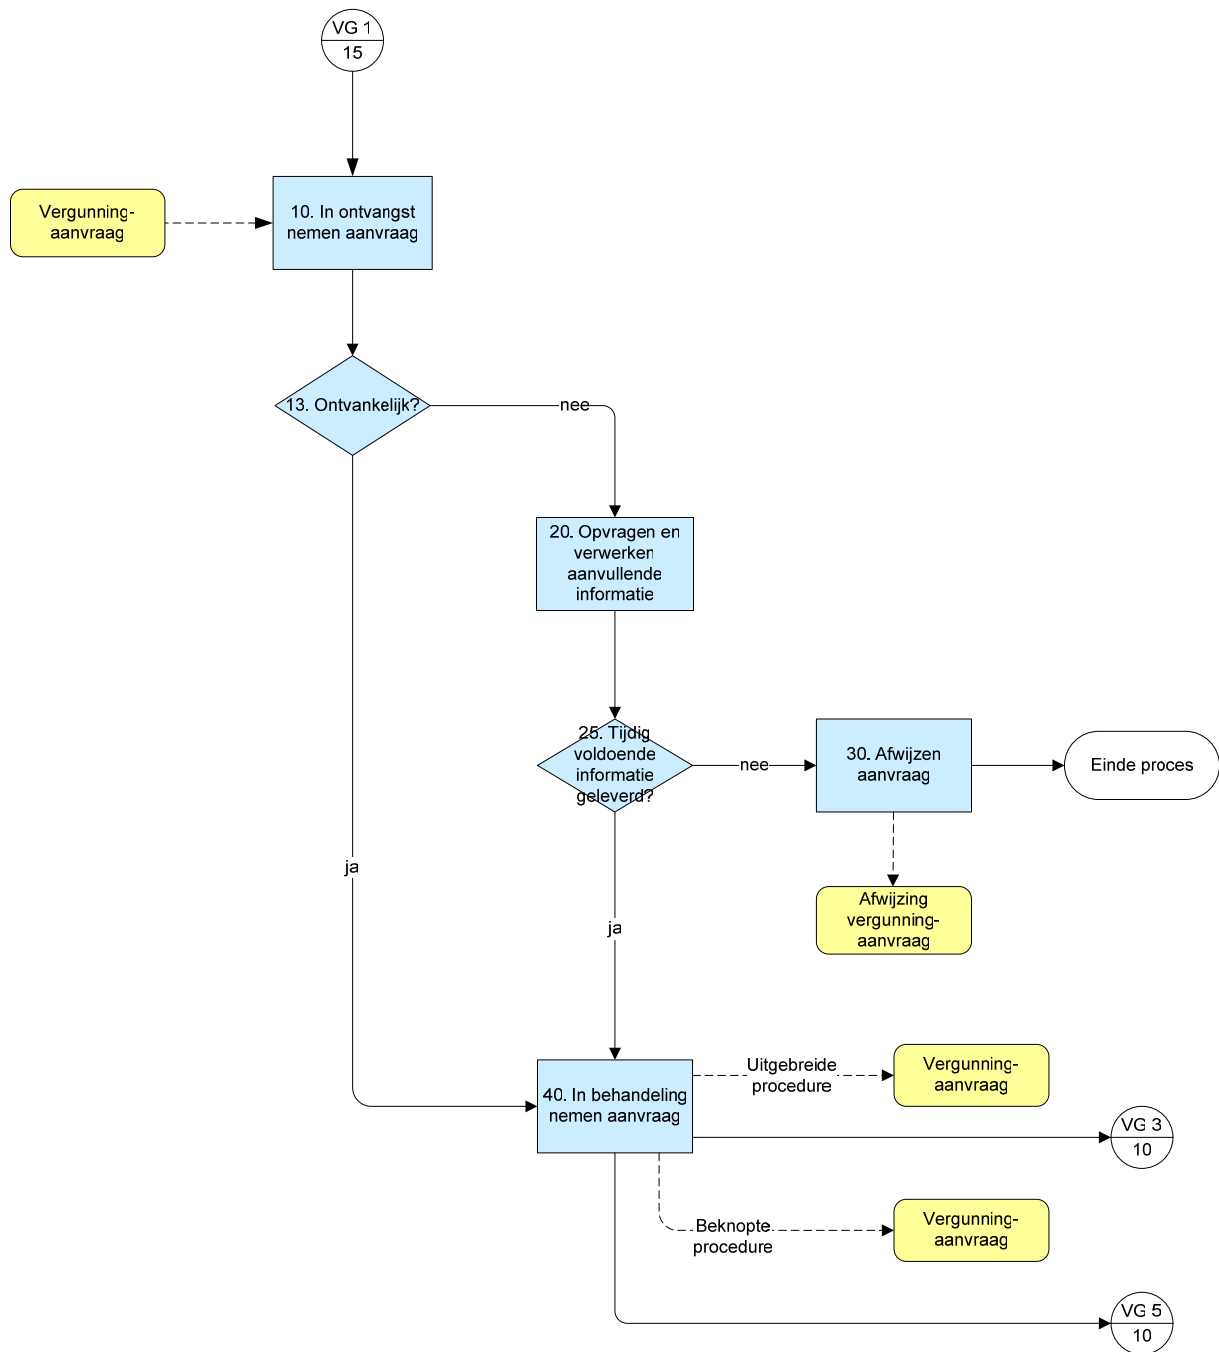 VG 1
15
Vergunning-
aanvraag
10. In ontvangst
nemen aanvraag
13. Ontvankelijk?
nee
20. Opvragen en
verwerken
aanvullende
informatie
25. Tijdig
voldoende
informatie
geleverd?
nee
30. Afwijzen
aanvraag
Einde proces
ja
Afwijzing
vergunning-
aanvraag
ja
40. In behandeling
nemen aanvraag
Uitgebreide
procedure
Vergunning-
aanvraag
VG 3
10
Beknopte
procedure
Vergunning-
aanvraag
VG 5
10